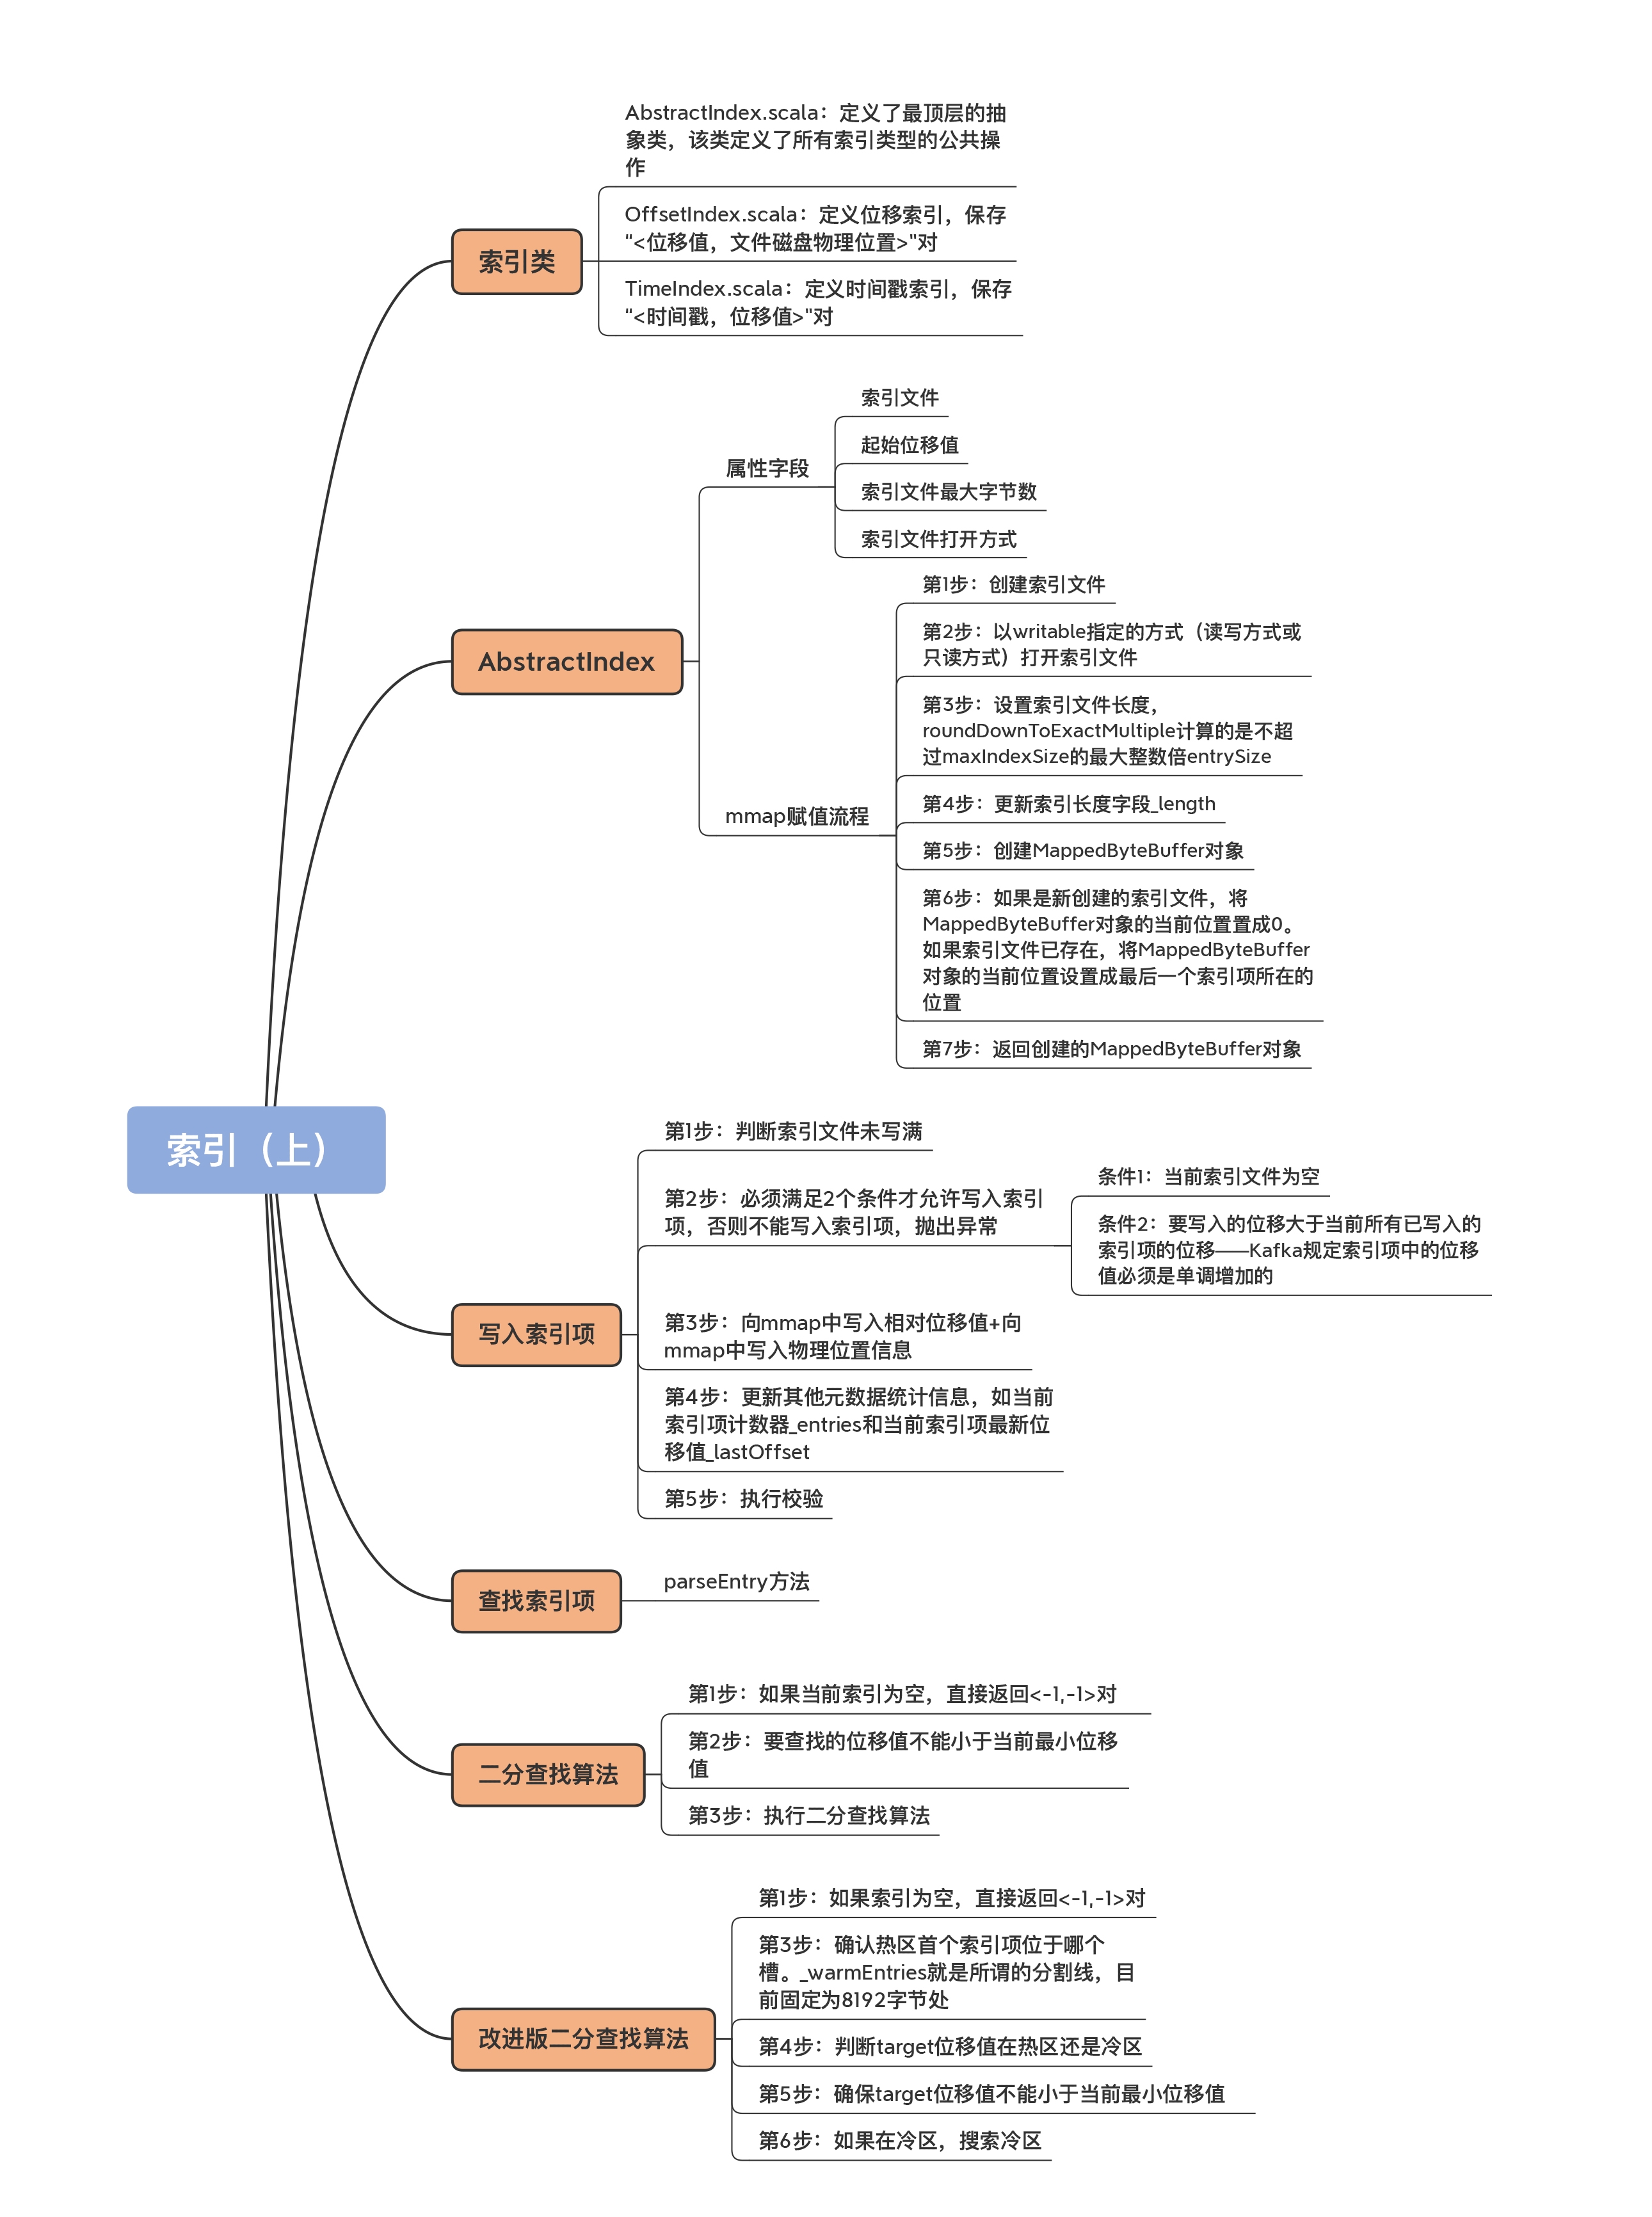 索引（上）
索引类
AbstractIndex.scala：定义了最顶层的抽
象类，该类定义了所有索引类型的公共操
作
OffsetIndex.scala：定义位移索引，保存
"<位移值，文件磁盘物理位置>"对
TimeIndex.scala：定义时间戳索引，保存
"<时间戳，位移值>"对
AbstractIndex
属性字段
索引文件
起始位移值
索引文件最大字节数
索引文件打开方式
mmap赋值流程
第1步：创建索引文件
第2步：以writable指定的方式（读写方式或
只读方式）打开索引文件
第3步：设置索引文件长度，
roundDownToExactMultiple计算的是不超
过maxIndexSize的最大整数倍entrySize
第4步：更新索引长度字段_length
第5步：创建MappedByteBuffer对象
第6步：如果是新创建的索引文件，将
MappedByteBuffer对象的当前位置置成0。
如果索引文件已存在，将MappedByteBuffer
对象的当前位置设置成最后一个索引项所在的
位置
第7步：返回创建的MappedByteBuffer对象
写入索引项
第1步：判断索引文件未写满
第2步：必须满足2个条件才允许写入索引
项，否则不能写入索引项，抛出异常
条件1：当前索引文件为空
条件2：要写入的位移大于当前所有已写入的
索引项的位移——Kafka规定索引项中的位移
值必须是单调增加的
第3步：向mmap中写入相对位移值+向
mmap中写入物理位置信息
第4步：更新其他元数据统计信息，如当前
索引项计数器_entries和当前索引项最新位
移值_lastOffset
第5步：执行校验
查找索引项
parseEntry方法
二分查找算法
第1步：如果当前索引为空，直接返回<-1,-1>对
第2步：要查找的位移值不能小于当前最小位移
值
第3步：执行二分查找算法
改进版二分查找算法
第1步：如果索引为空，直接返回<-1,-1>对
第3步：确认热区首个索引项位于哪个
槽。_warmEntries就是所谓的分割线，目
前固定为8192字节处
第4步：判断target位移值在热区还是冷区
第5步：确保target位移值不能小于当前最小位移值
第6步：如果在冷区，搜索冷区